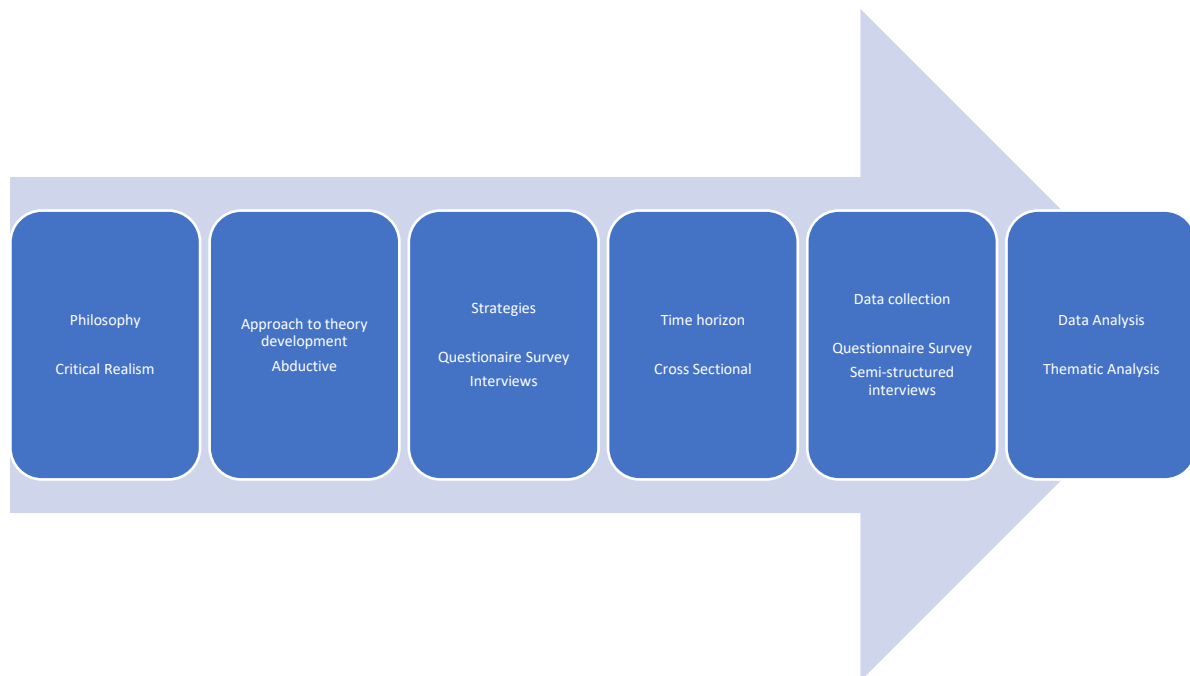 Philosophy
Critical Realism
Approach to theory
development
Abductive
Strategies
Questionaire Survey
Interviews
Time horizon
Cross Sectional
Data collection
Questionnaire Survey
Semi-structured
interviews
Data Analysis
Thematic Analysis